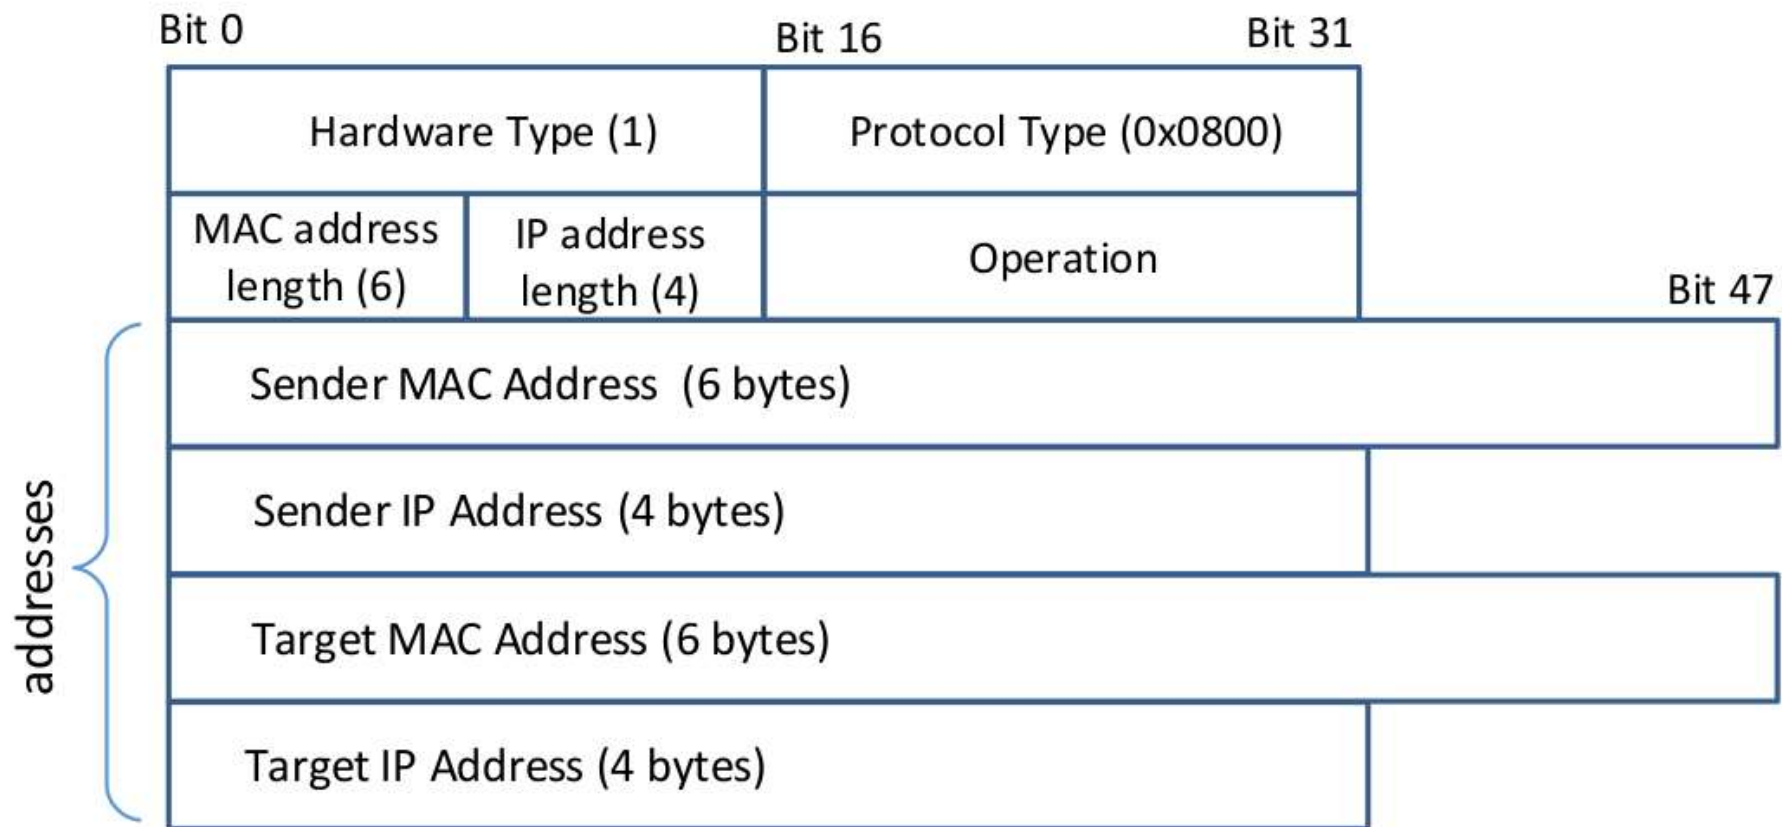 Bit 0
Bit 16
Bit 31
Hardware Type (1)
Protocol Type (0x0800)
MAC address
length (6)
IP address
length (4)
Operation
Bit 47
addresses
Sender MAC Address (6 bytes)
Sender IP Address (4 bytes)
Target MAC Address (6 bytes)
Target IP Address (4 bytes)